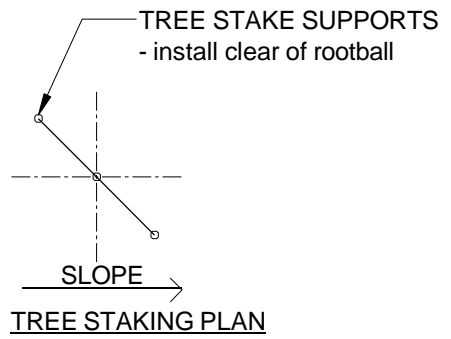 TREE STAKE SUPPORTS
- install clear of rootball
SLOPE
TREE STAKING PLAN